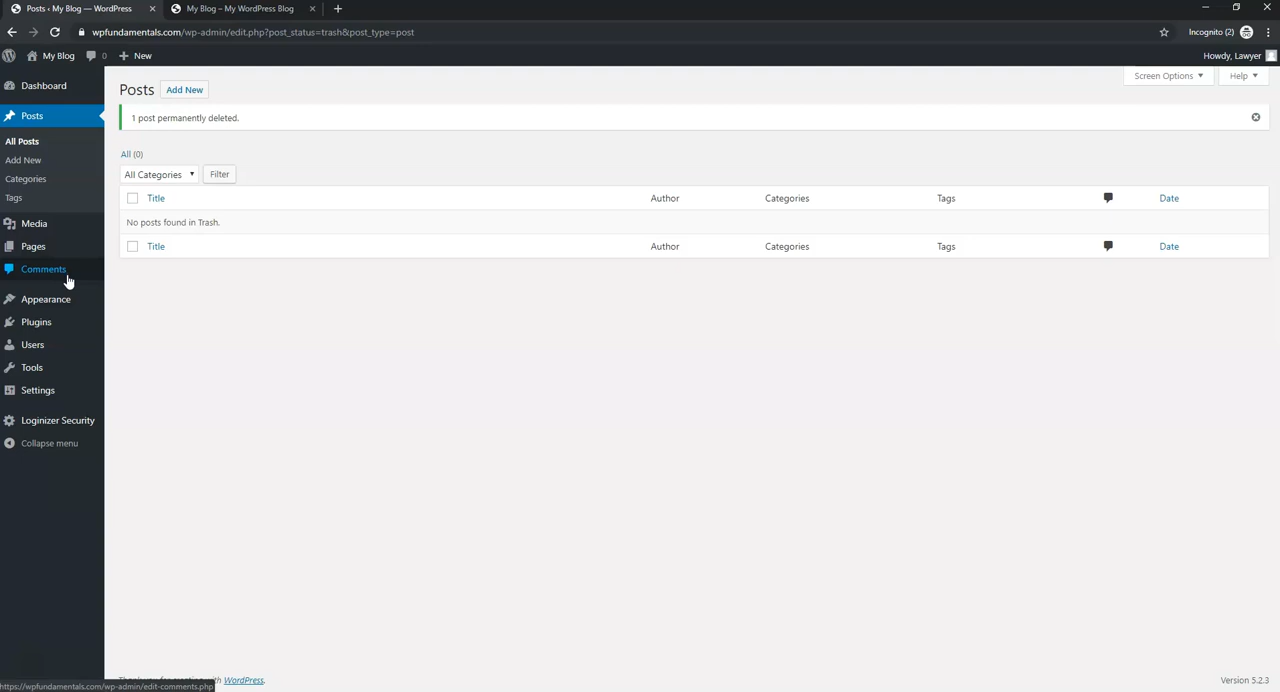 Posts ‹ My Blog — WordPress
My Blog – My WordPress Blog
wpfundamentals.com/wp-admin/edit.php?post_status=trash&post_type=post
Incognito (2)
My Blog
0
New
Howdy, Lawyer
Dashboard
Posts
All Posts
Add New
Categories
Tags
Media
Pages
Comments
Appearance
Plugins
Users
Tools
Settings
Loginizer Security
Collapse menu
Screen Options
Help
Posts Add New
1 post permanently deleted.
All (0)
All Categories Filter
Title Author Categories Tags Date
No posts found in Trash.
Title Author Categories Tags Date
with WordPress.
Version 5.2.3
https://wpfundamentals.com/wp-admin/edit-comments.php